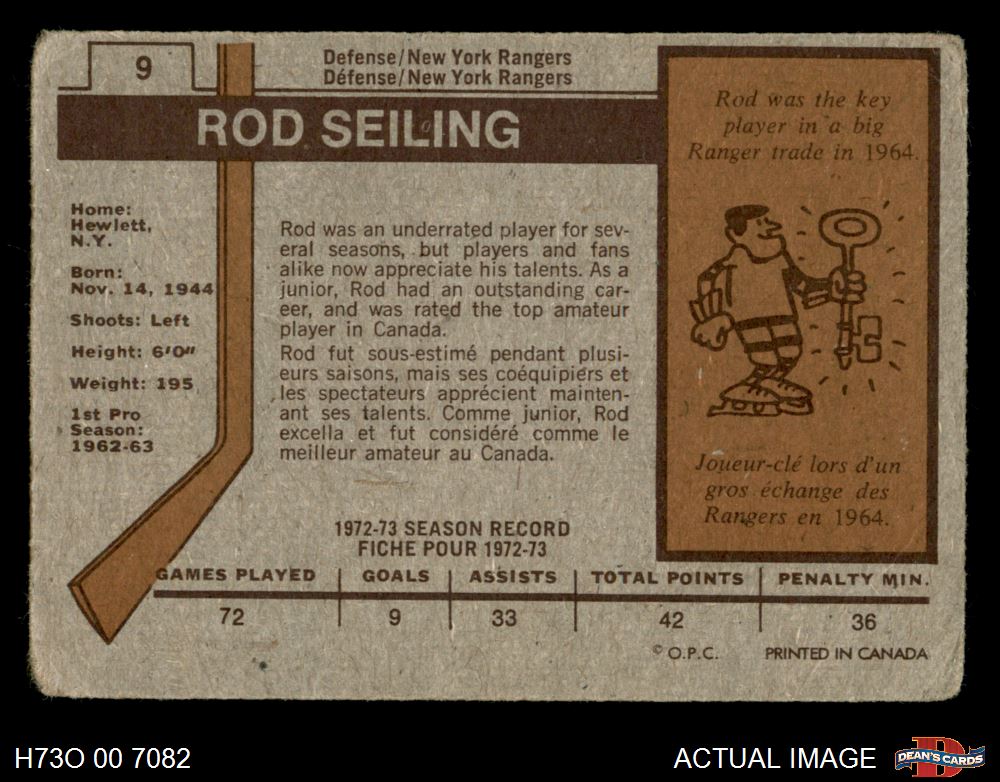 9
Defense/New York Rangers
Défense/New York Rangers
ROD SEILING
Home:
Hewlett,
N.Y.
Born:
Nov. 14, 1944
Shoots: Left
Height: 6'0"
Weight: 195
1st Pro
Season:
1962-63
Rod was an underrated player for sev-
eral seasons, but players and fans
alike now appreciate his talents. As a
junior, Rod had an outstanding car-
eer, and was rated the top amateur
player in Canada.
Rod fut sous-estimé pendant plusi-
eurs saisons, mais ses coéquipiers et
les spectateurs apprécient mainten-
ant ses talents. Comme junior, Rod
excella et fut considéré comme le
meilleur amateur au Canada.
Rod was the key
player in a big
Ranger trade in 1964.
Joueur-clé lors d'un
gros échange des
Rangers en 1964.
1972-73 SEASON RECORD
FICHE POUR 1972-73
GAMES PLAYED GOALS ASSISTS TOTAL POINTS PENALTY MIN.
72 9 33 42 36
© O.P.C. PRINTED IN CANADA
H73O 00 7082 ACTUAL IMAGE D DEAN'S CARDS